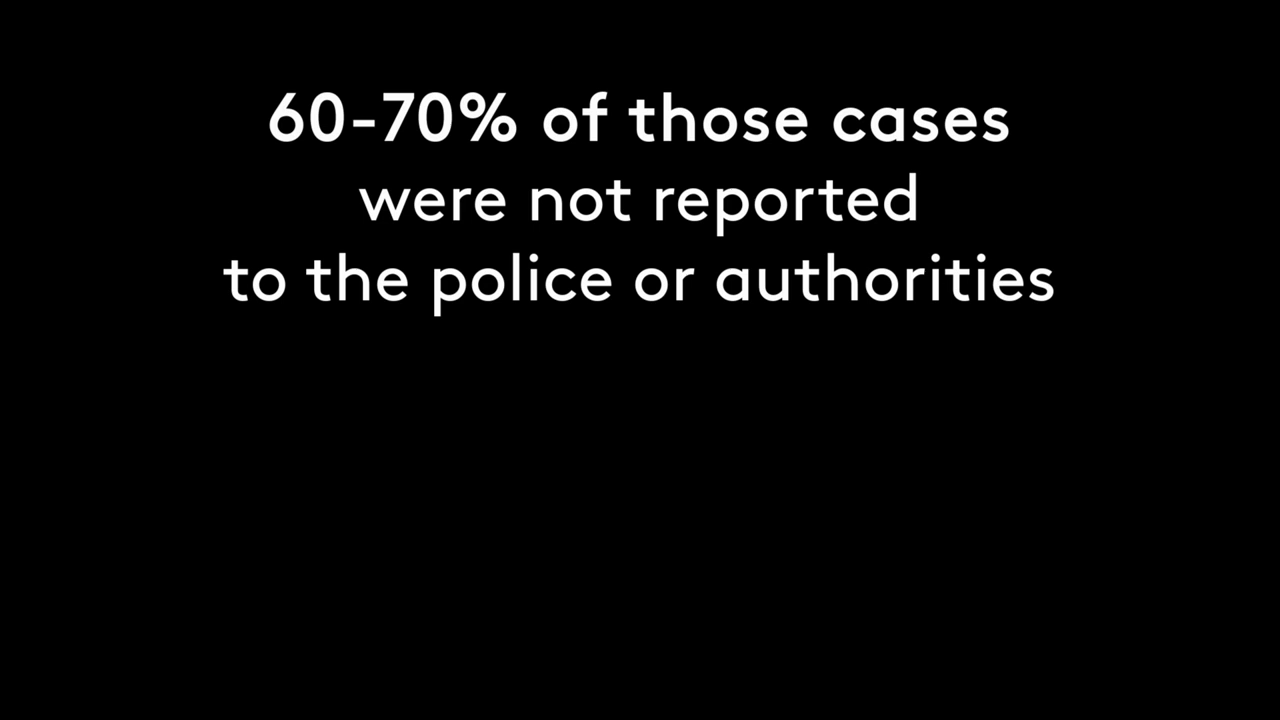 60-70% of those cases
were not reported
to the police or authorities